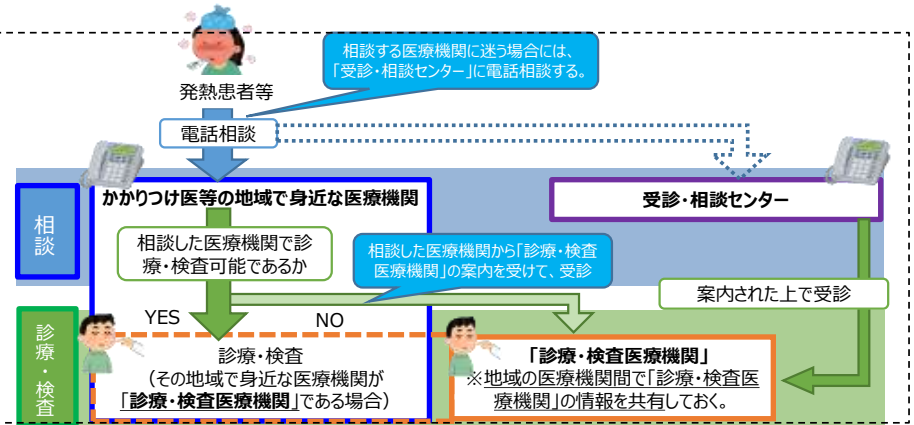 相談する医療機関に迷う場合には、
「受診・相談センター」に電話相談する。
発熱患者等
電話相談
相談
かかりつけ医等の地域で身近な医療機関
受診・相談センター
相談した医療機関で診
療・検査可能であるか
相談した医療機関から「診療・検査
医療機関」の案内を受けて、受診
案内された上で受診
YES
NO
診療・検査
診療・検査
（その地域で身近な医療機関が
「診療・検査医療機関」である場合）
「診療・検査医療機関」
※地域の医療機関間で「診療・検査医
療機関」の情報を共有しておく。